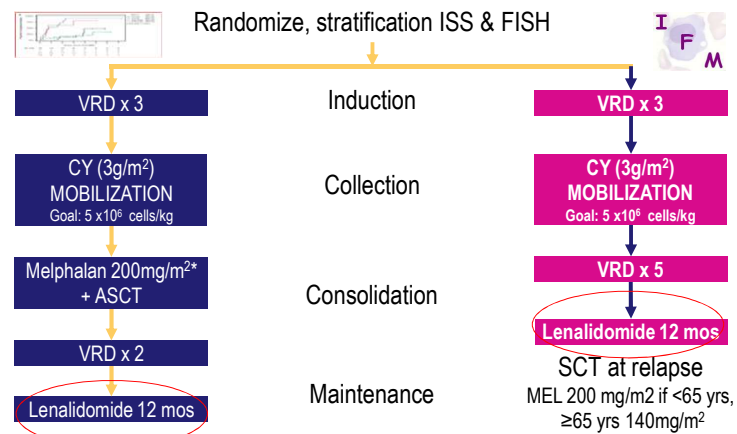 Randomize, stratification ISS & FISH
I
F
M
VRD x 3
Induction
VRD x 3
CY (3g/m²)
MOBILIZATION
Goal: 5 x10⁶ cells/kg
Collection
CY (3g/m²)
MOBILIZATION
Goal: 5 x10⁶ cells/kg
Melphalan 200mg/m²*
+ ASCT
Consolidation
VRD x 5
VRD x 2
Lenalidomide 12 mos
Maintenance
Lenalidomide 12 mos
SCT at relapse
MEL 200 mg/m2 if <65 yrs,
≥65 yrs 140mg/m²